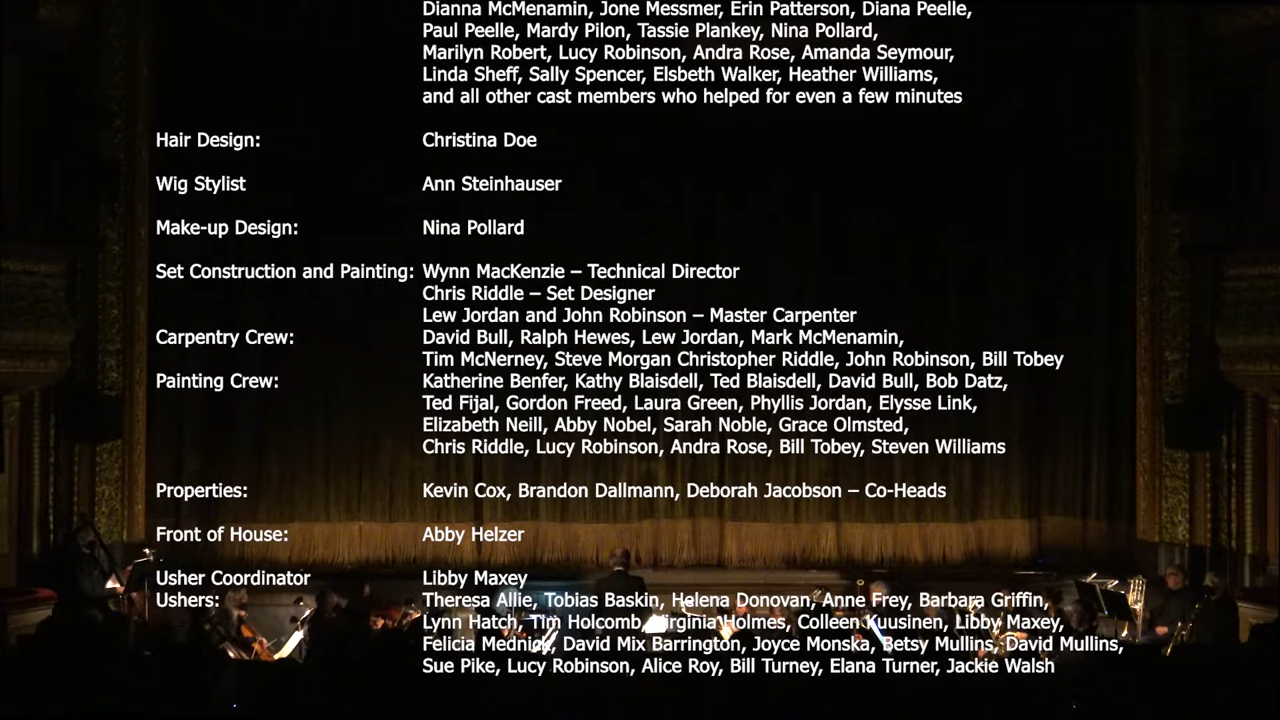 Dianna McMenamin, Jone Messmer, Erin Patterson, Diana Peelle,
Paul Peelle, Mardy Pilon, Tassie Plankey, Nina Pollard,
Marilyn Robert, Lucy Robinson, Andra Rose, Amanda Seymour,
Linda Sheff, Sally Spencer, Elsbeth Walker, Heather Williams,
and all other cast members who helped for even a few minutes
Hair Design: Christina Doe
Wig Stylist Ann Steinhauser
Make-up Design: Nina Pollard
Set Construction and Painting: Wynn MacKenzie – Technical Director
Chris Riddle – Set Designer
Lew Jordan and John Robinson – Master Carpenter
Carpentry Crew: David Bull, Ralph Hewes, Lew Jordan, Mark McMenamin,
Tim McNerney, Steve Morgan Christopher Riddle, John Robinson, Bill Tobey
Painting Crew: Katherine Benfer, Kathy Blaisdell, Ted Blaisdell, David Bull, Bob Datz,
Ted Fijal, Gordon Freed, Laura Green, Phyllis Jordan, Elysse Link,
Elizabeth Neill, Abby Nobel, Sarah Noble, Grace Olmsted,
Chris Riddle, Lucy Robinson, Andra Rose, Bill Tobey, Steven Williams
Properties: Kevin Cox, Brandon Dallmann, Deborah Jacobson – Co-Heads
Front of House: Abby Helzer
Usher Coordinator Libby Maxey
Ushers: Theresa Allie, Tobias Baskin, Helena Donovan, Anne Frey, Barbara Griffin,
Lynn Hatch, Tim Holcomb, Virginia Holmes, Colleen Kuusinen, Libby Maxey,
Felicia Mednick, David Mix Barrington, Joyce Monska, Betsy Mullins, David Mullins,
Sue Pike, Lucy Robinson, Alice Roy, Bill Turney, Elana Turner, Jackie Walsh